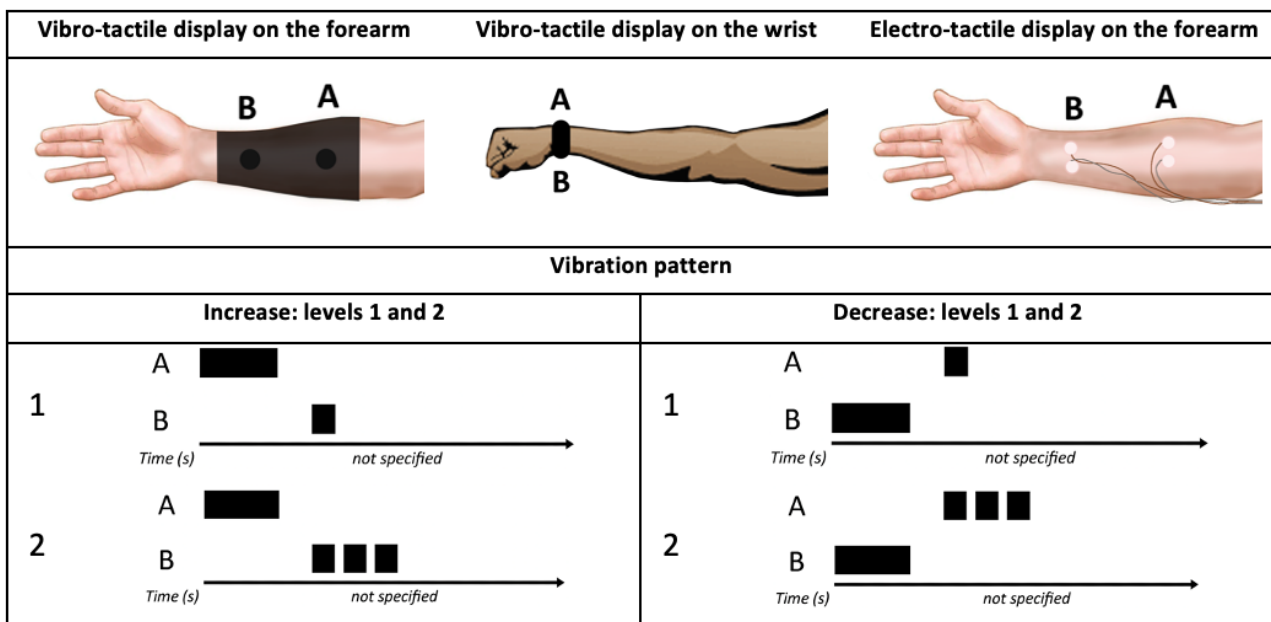 Vibro-tactile display on the forearm
Vibro-tactile display on the wrist
Electro-tactile display on the forearm
B
A
A
B
B
A
Vibration pattern
Increase: levels 1 and 2
Decrease: levels 1 and 2
1
A
B
Time (s)
not specified
2
A
B
Time (s)
not specified
1
A
B
Time (s)
not specified
2
A
B
Time (s)
not specified